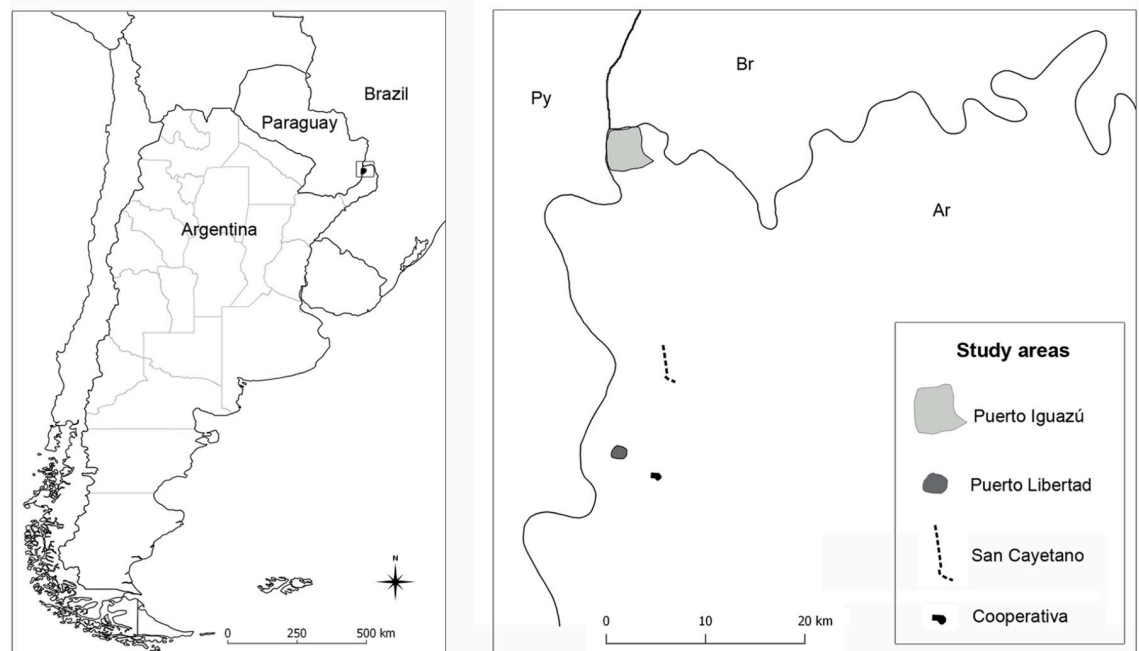 Brazil
Paraguay
Argentina
N
0 250 500 km
Br
Py
Ar
Study areas
Puerto Iguazú
Puerto Libertad
San Cayetano
Cooperativa
0 10 20 km